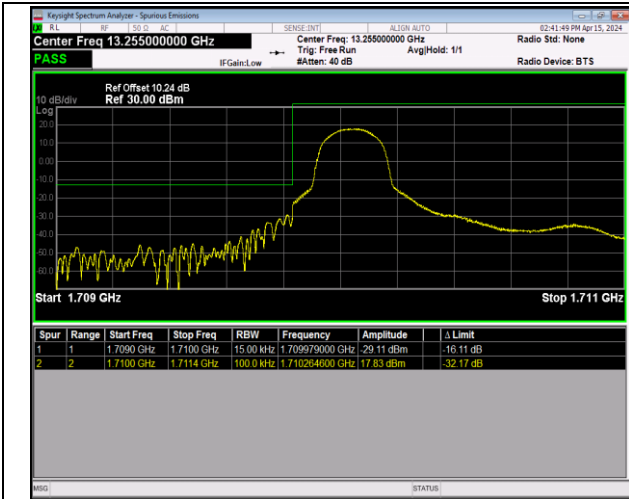 Keysight Spectrum Analyzer - Spurious Emissions
RL RF 50 Ω AC SENSE:INT ALIGN AUTO 02:41:49 PM Apr 15, 2024
Center Freq 13.255000000 GHz Center Freq: 13.255000000 GHz Radio Std: None
Trig: Free Run Avg|Hold: 1/1
PASS IFGain:Low #Atten: 40 dB Radio Device: BTS
Ref Offset 10.24 dB
10 dB/div Ref 30.00 dBm
Log
20.0
10.0
0.00
-10.0
-20.0
-30.0
-40.0
-50.0
-60.0
Start 1.709 GHz Stop 1.711 GHz
Spur Range Start Freq Stop Freq RBW Frequency Amplitude Δ Limit
1 1 1.7090 GHz 1.7100 GHz 15.00 kHz 1.709979000 GHz -29.11 dBm -16.11 dB
2 2 1.7100 GHz 1.7114 GHz 100.0 kHz 1.710264600 GHz 17.83 dBm -32.17 dB
MSG STATUS